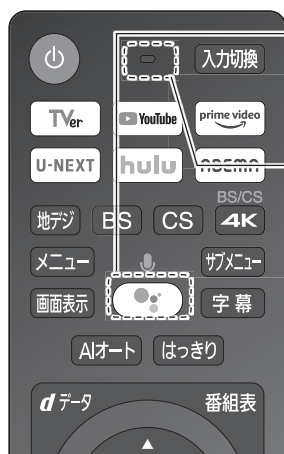 入力切換
TVer
YouTube
prime video
U-NEXT
hulu
ABEMA
BS/CS
地デジ
BS
CS
4K
メニュー
サブメニュー
画面表示
字幕
AIオート
はっきり
dデータ
番組表